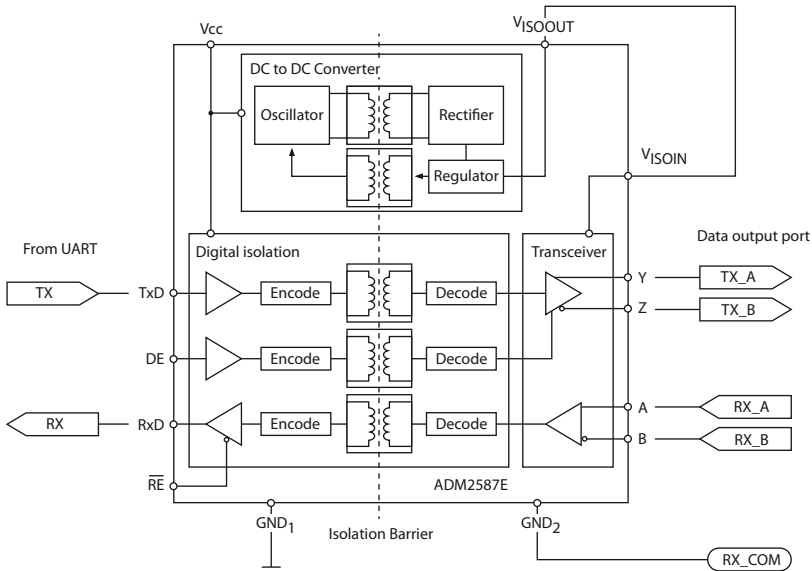 Vcc
VISOOUT
DC to DC Converter
Oscillator
Rectifier
Regulator
VISOIN
From UART
Digital isolation
Transceiver
Data output port
TX
TxD
Encode
Decode
Y
TX_A
Z
TX_B
DE
Encode
Decode
RX
RxD
Encode
Decode
A
RX_A
B
RX_B
RE
ADM2587E
GND1
Isolation Barrier
GND2
RX_COM